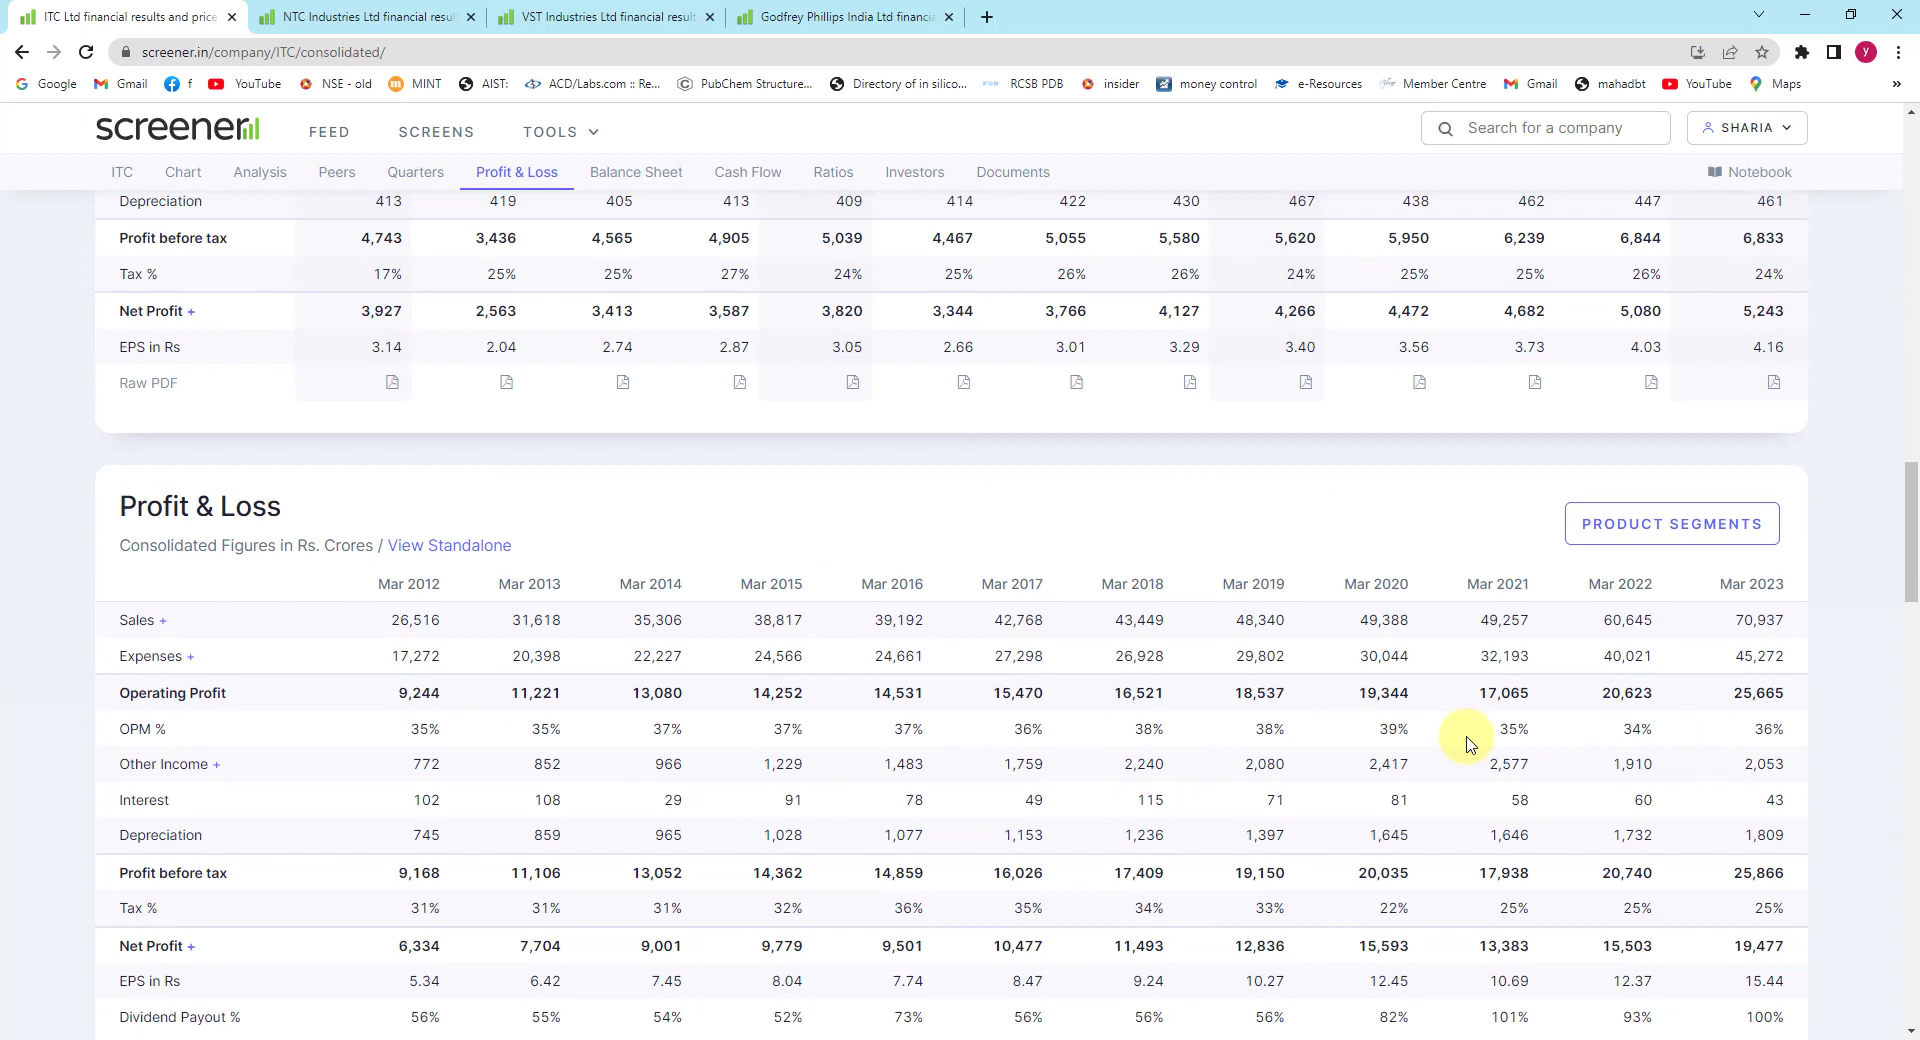 ITC Ltd financial results and price
NTC Industries Ltd financial resul
VST Industries Ltd financial result
Godfrey Phillips India Ltd financia
screener.in/company/ITC/consolidated/
y
Google Gmail f YouTube NSE - old MINT AIST: ACD/Labs.com :: Re... PubChem Structure... Directory of in silico... RCSB PDB insider money control e-Resources Member Centre Gmail mahadbt YouTube Maps »
screener FEED SCREENS TOOLS Search for a company SHARIA
ITC Chart Analysis Peers Quarters Profit & Loss Balance Sheet Cash Flow Ratios Investors Documents Notebook
Depreciation 413 419 405 413 409 414 422 430 467 438 462 447 461
Profit before tax 4,743 3,436 4,565 4,905 5,039 4,467 5,055 5,580 5,620 5,950 6,239 6,844 6,833
Tax % 17% 25% 25% 27% 24% 25% 26% 26% 24% 25% 25% 26% 24%
Net Profit + 3,927 2,563 3,413 3,587 3,820 3,344 3,766 4,127 4,266 4,472 4,682 5,080 5,243
EPS in Rs 3.14 2.04 2.74 2.87 3.05 2.66 3.01 3.29 3.40 3.56 3.73 4.03 4.16
Raw PDF
Profit & Loss
PRODUCT SEGMENTS
Consolidated Figures in Rs. Crores / View Standalone
Mar 2012 Mar 2013 Mar 2014 Mar 2015 Mar 2016 Mar 2017 Mar 2018 Mar 2019 Mar 2020 Mar 2021 Mar 2022 Mar 2023
Sales + 26,516 31,618 35,306 38,817 39,192 42,768 43,449 48,340 49,388 49,257 60,645 70,937
Expenses + 17,272 20,398 22,227 24,566 24,661 27,298 26,928 29,802 30,044 32,193 40,021 45,272
Operating Profit 9,244 11,221 13,080 14,252 14,531 15,470 16,521 18,537 19,344 17,065 20,623 25,665
OPM % 35% 35% 37% 37% 37% 36% 38% 38% 39% 35% 34% 36%
Other Income + 772 852 966 1,229 1,483 1,759 2,240 2,080 2,417 2,577 1,910 2,053
Interest 102 108 29 91 78 49 115 71 81 58 60 43
Depreciation 745 859 965 1,028 1,077 1,153 1,236 1,397 1,645 1,646 1,732 1,809
Profit before tax 9,168 11,106 13,052 14,362 14,859 16,026 17,409 19,150 20,035 17,938 20,740 25,866
Tax % 31% 31% 31% 32% 36% 35% 34% 33% 22% 25% 25% 25%
Net Profit + 6,334 7,704 9,001 9,779 9,501 10,477 11,493 12,836 15,593 13,383 15,503 19,477
EPS in Rs 5.34 6.42 7.45 8.04 7.74 8.47 9.24 10.27 12.45 10.69 12.37 15.44
Dividend Payout % 56% 55% 54% 52% 73% 56% 56% 56% 82% 101% 93% 100%